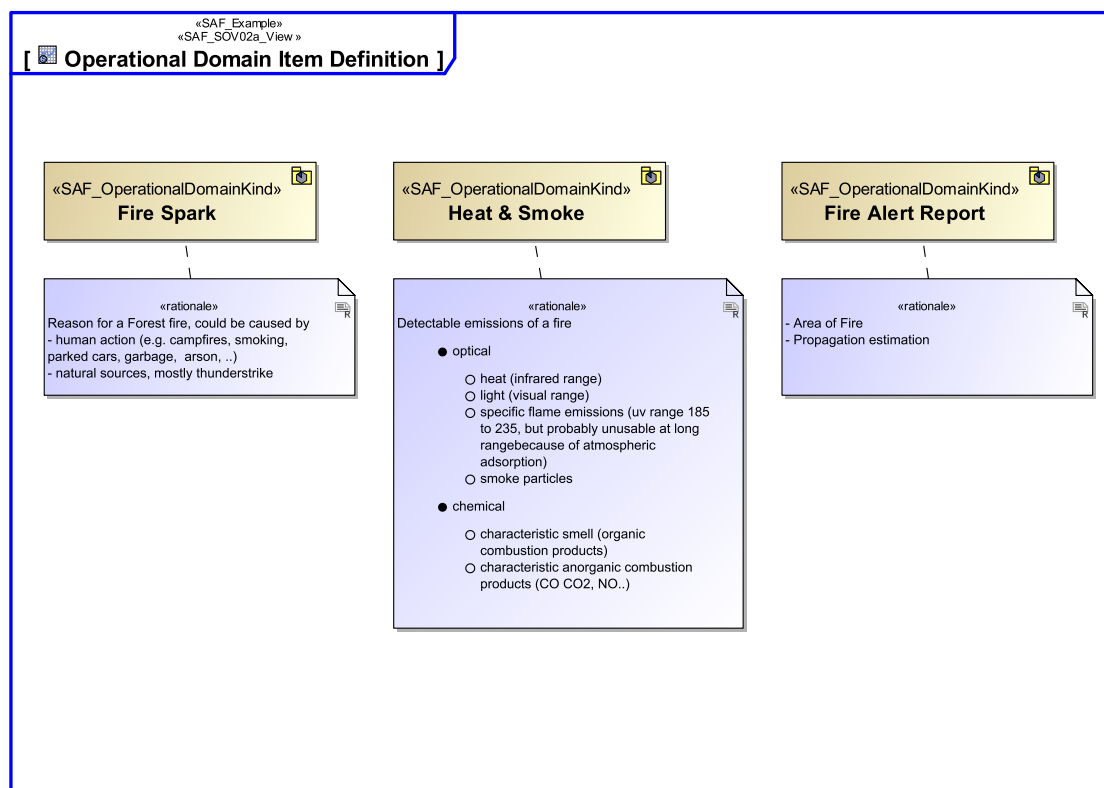 «SAF_Example»
«SAF_SOV02a_View»
[ Operational Domain Item Definition ]
«SAF_OperationalDomainKind»
Fire Spark
«rationale»
Reason for a Forest fire, could be caused by
- human action (e.g. campfires, smoking,
parked cars, garbage, arson, ..)
- natural sources, mostly thunderstrike
R
«SAF_OperationalDomainKind»
Heat & Smoke
«rationale»
Detectable emissions of a fire
● optical
○ heat (infrared range)
○ light (visual range)
○ specific flame emissions (uv range 185
to 235, but probably unusable at long
rangebecause of atmospheric
adsorption)
○ smoke particles
● chemical
○ characteristic smell (organic
combustion products)
○ characteristic anorganic combustion
products (CO CO2, NO..)
R
«SAF_OperationalDomainKind»
Fire Alert Report
«rationale»
- Area of Fire
- Propagation estimation
R